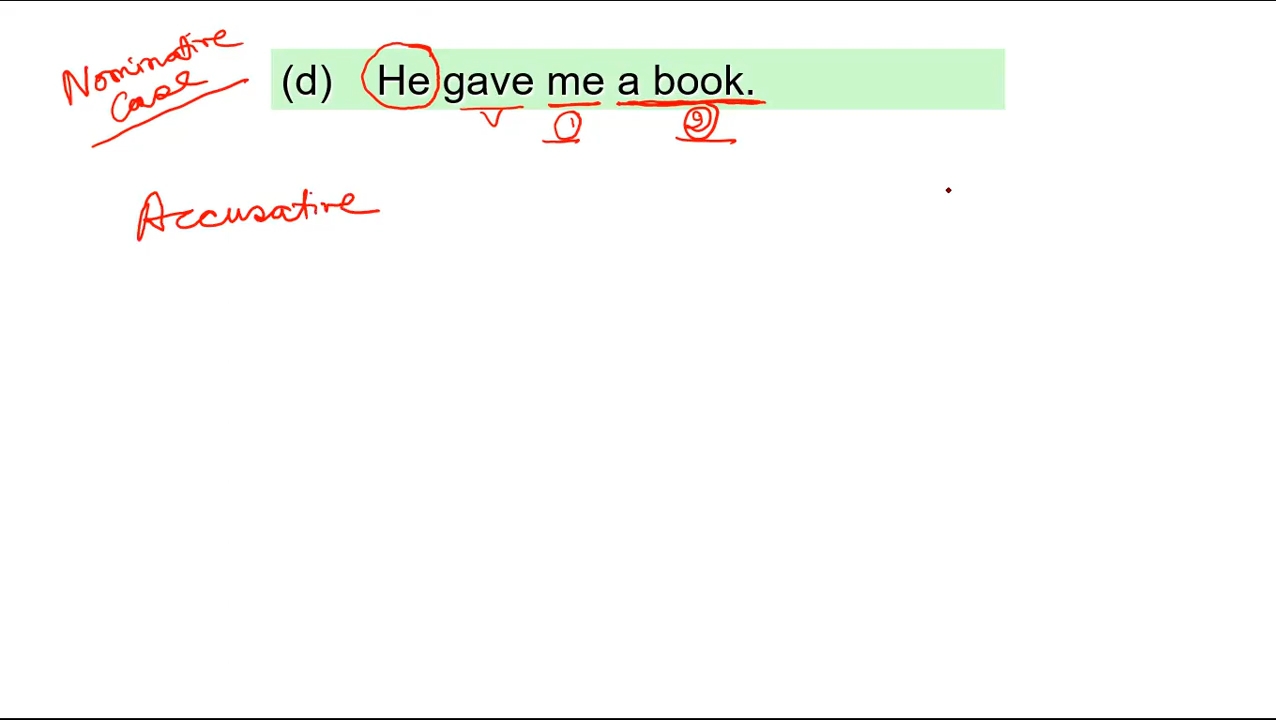 Nominative
Case
(d) He gave me a book.
V 1 2
Accusative